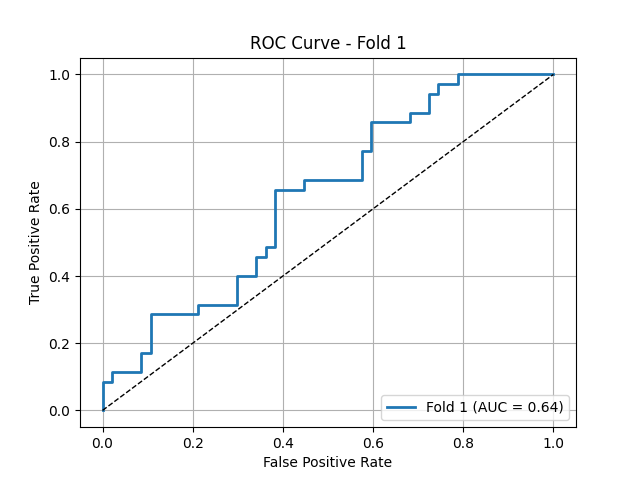 ROC Curve - Fold 1
1.0
0.8
0.6
0.4
0.2
0.0
True Positive Rate
Fold 1 (AUC = 0.64)
0.0 0.2 0.4 0.6 0.8 1.0
False Positive Rate